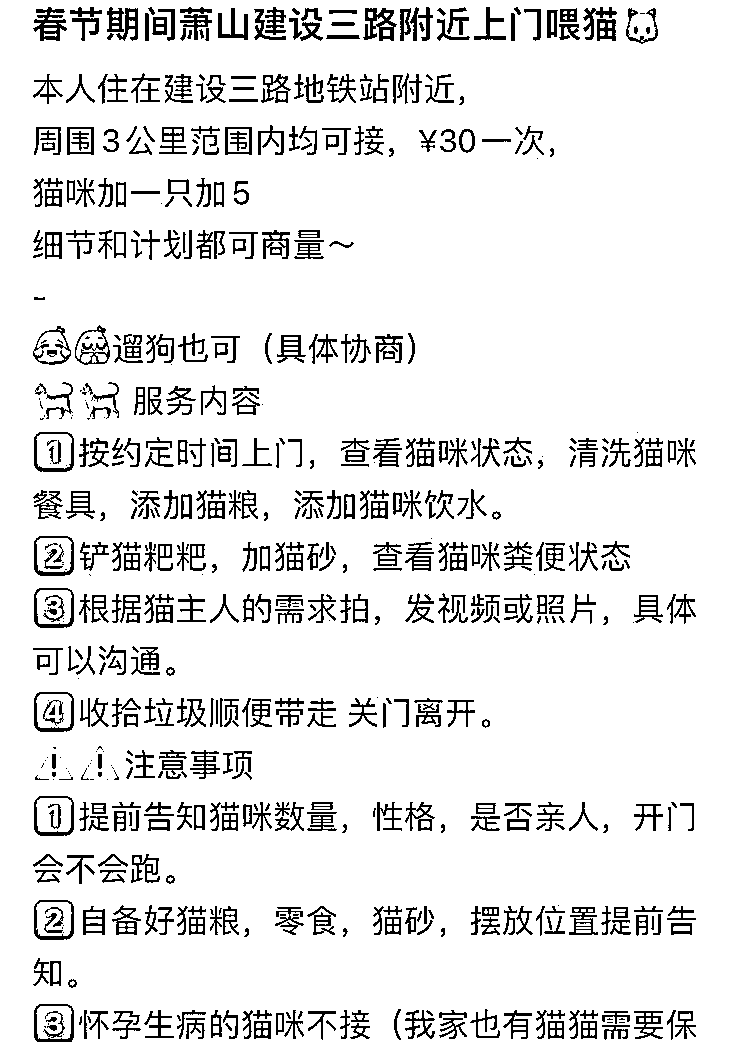 春节期间萧山建设三路附近上门喂猫🐱
本人住在建设三路地铁站附近，
周围3公里范围内均可接，¥30一次，
猫咪加一只加5
细节和计划都可商量～
-
遛狗也可（具体协商）
🐈🐈 服务内容
1️⃣按约定时间上门，查看猫咪状态，清洗猫咪
餐具，添加猫粮，添加猫咪饮水。
2️⃣铲猫粑粑，加猫砂，查看猫咪粪便状态
3️⃣根据猫主人的需求拍，发视频或照片，具体
可以沟通。
4️⃣收拾垃圾顺便带走 关门离开。
⚠️⚠️注意事项
1️⃣提前告知猫咪数量，性格，是否亲人，开门
会不会跑。
2️⃣自备好猫粮，零食，猫砂，摆放位置提前告
知。
3️⃣怀孕生病的猫咪不接（我家也有猫猫需要保